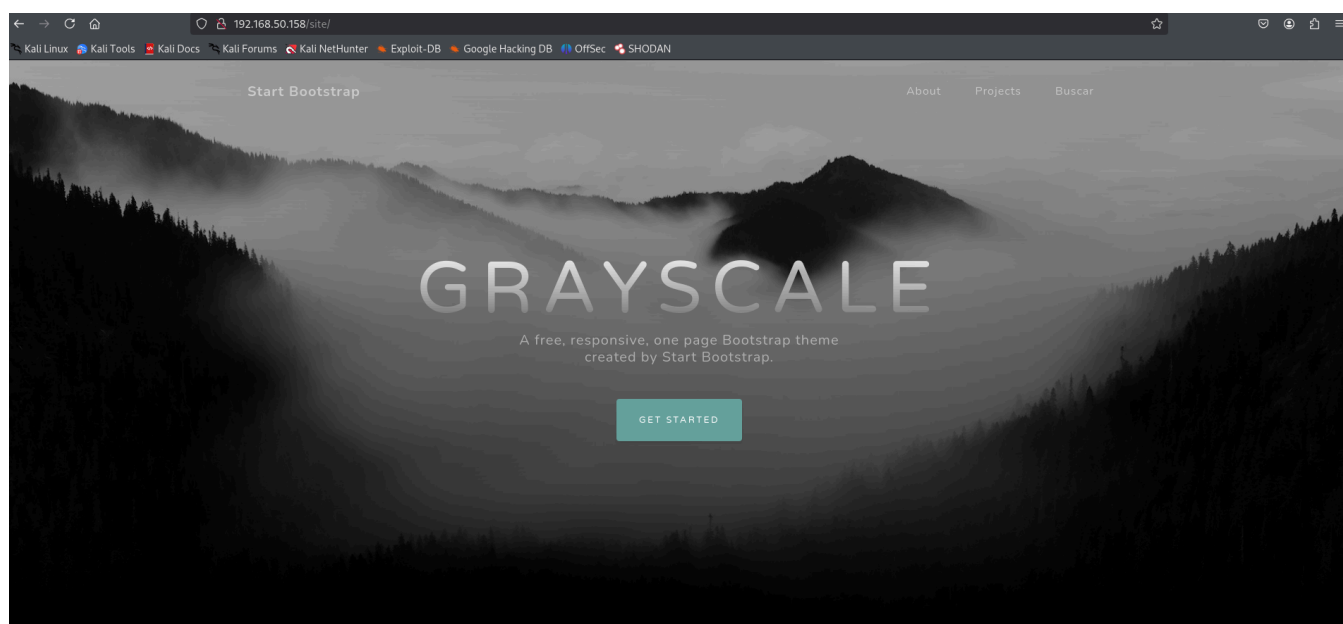 192.168.50.158/site/
Kali Linux Kali Tools Kali Docs Kali Forums Kali NetHunter Exploit-DB Google Hacking DB OffSec SHODAN
Start Bootstrap About Projects Buscar
GRAYSCALE
A free, responsive, one page Bootstrap theme
created by Start Bootstrap.
GET STARTED